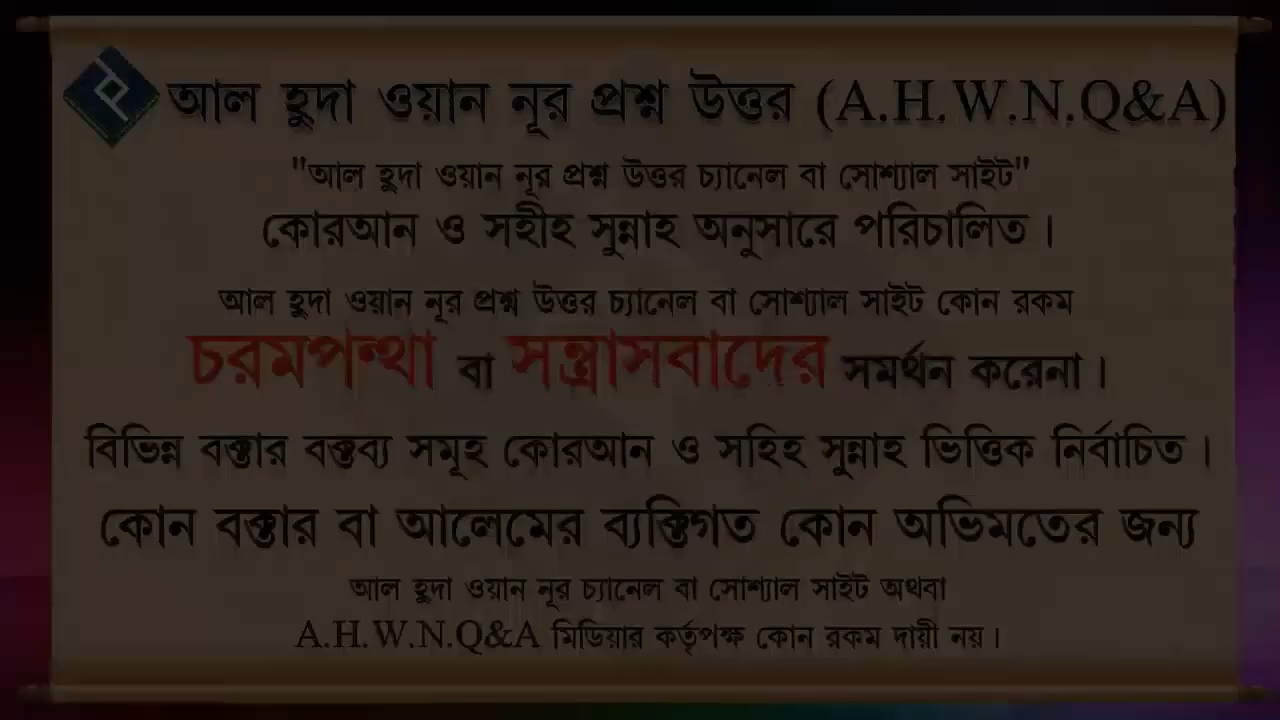 আল হুদা ওয়ান নূর প্রশ্ন উত্তর (A.H.W.N.Q&A)
"আল হুদা ওয়ান নূর প্রশ্ন উত্তর চ্যানেল বা সোশ্যাল সাইট"
কোরআন ও সহীহ সুন্নাহ অনুসারে পরিচালিত।
আল হুদা ওয়ান নূর প্রশ্ন উত্তর চ্যানেল বা সোশ্যাল সাইট কোন রকম
চরমপন্থা বা সন্ত্রাসবাদের সমর্থন করেনা।
বিভিন্ন বক্তার বক্তব্য সমূহ কোরআন ও সহিহ সুন্নাহ ভিত্তিক নির্বাচিত।
কোন বক্তার বা আলেমের ব্যক্তিগত কোন অভিমতের জন্য
আল হুদা ওয়ান নূর চ্যানেল বা সোশ্যাল সাইট অথবা
A.H.W.N.Q&A মিডিয়ার কর্তৃপক্ষ কোন রকম দায়ী নয়।